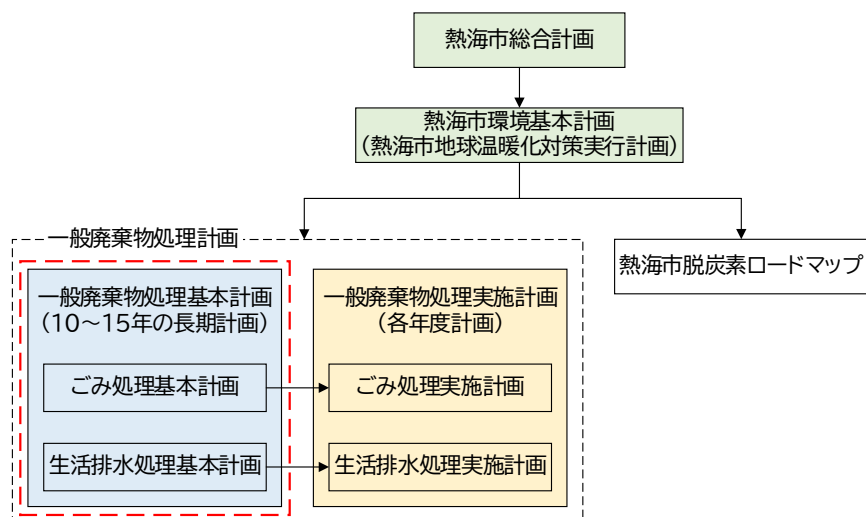 熱海市総合計画
熱海市環境基本計画
（熱海市地球温暖化対策実行計画）
一般廃棄物処理計画
熱海市脱炭素ロードマップ
一般廃棄物処理基本計画
（10～15年の長期計画）
一般廃棄物処理実施計画
（各年度計画）
ごみ処理基本計画
ごみ処理実施計画
生活排水処理基本計画
生活排水処理実施計画